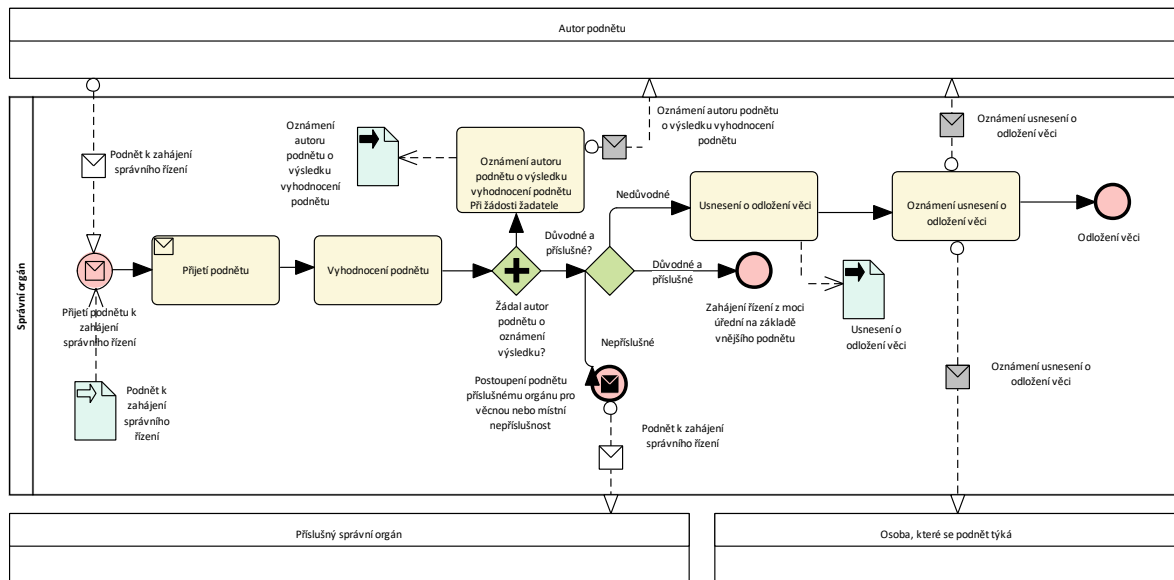 Autor podnětu
Správní orgán
Podnět k zahájení
správního řízení
Přijetí podnětu k
zahájení
správního řízení
Podnět k
zahájení
správního
řízení
Přijetí podnětu
Vyhodnocení podnětu
Oznámení
autoru
podnětu o
výsledku
vyhodnocení
podnětu
Oznámení autoru
podnětu o výsledku
vyhodnocení podnětu
Při žádosti žadatele
Oznámení autoru podnětu
o výsledku vyhodnocení
podnětu
Žádal autor
podnětu o
oznámení
výsledku?
Důvodné a
příslušné?
Nedůvodné
Důvodné a
příslušné
Nepříslušné
Zahájení řízení z moci
úřední na základě
vnějšího podnětu
Postoupení podnětu
příslušnému orgánu pro
věcnou nebo místní
nepříslušnost
Podnět k zahájení
správního řízení
Usnesení o odložení věci
Usnesení o
odložení věci
Oznámení usnesení o
odložení věci
Oznámení usnesení o
odložení věci
Odložení věci
Oznámení usnesení o
odložení věci
Příslušný správní orgán
Osoba, které se podnět týká